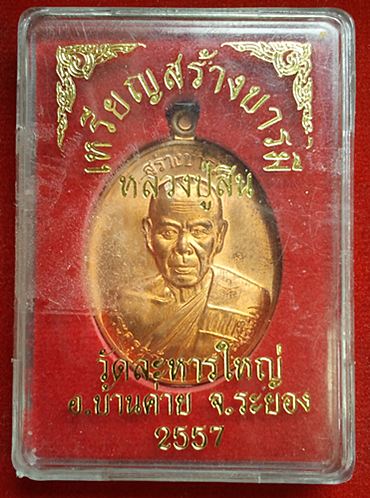 เหรียญสร้างบารมี
หลวงปู่สิน
วัดละหารใหญ่
อ.บ้านค่าย จ.ระยอง
2557